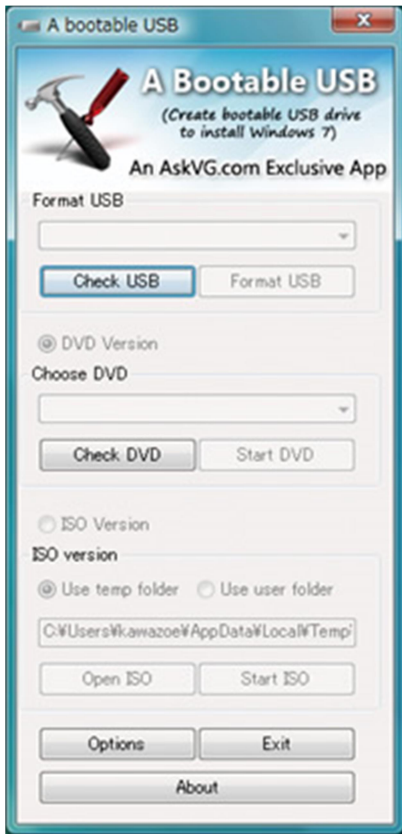 A bootable USB
A Bootable USB
(Create bootable USB drive
to install Windows 7)
An AskVG.com Exclusive App
Format USB
Check USB
Format USB
DVD Version
Choose DVD
Check DVD
Start DVD
ISO Version
ISO version
Use temp folder
Use user folder
C:¥Users¥kawazoe¥AppData¥Local¥Temp¥
Open ISO
Start ISO
Options
Exit
About